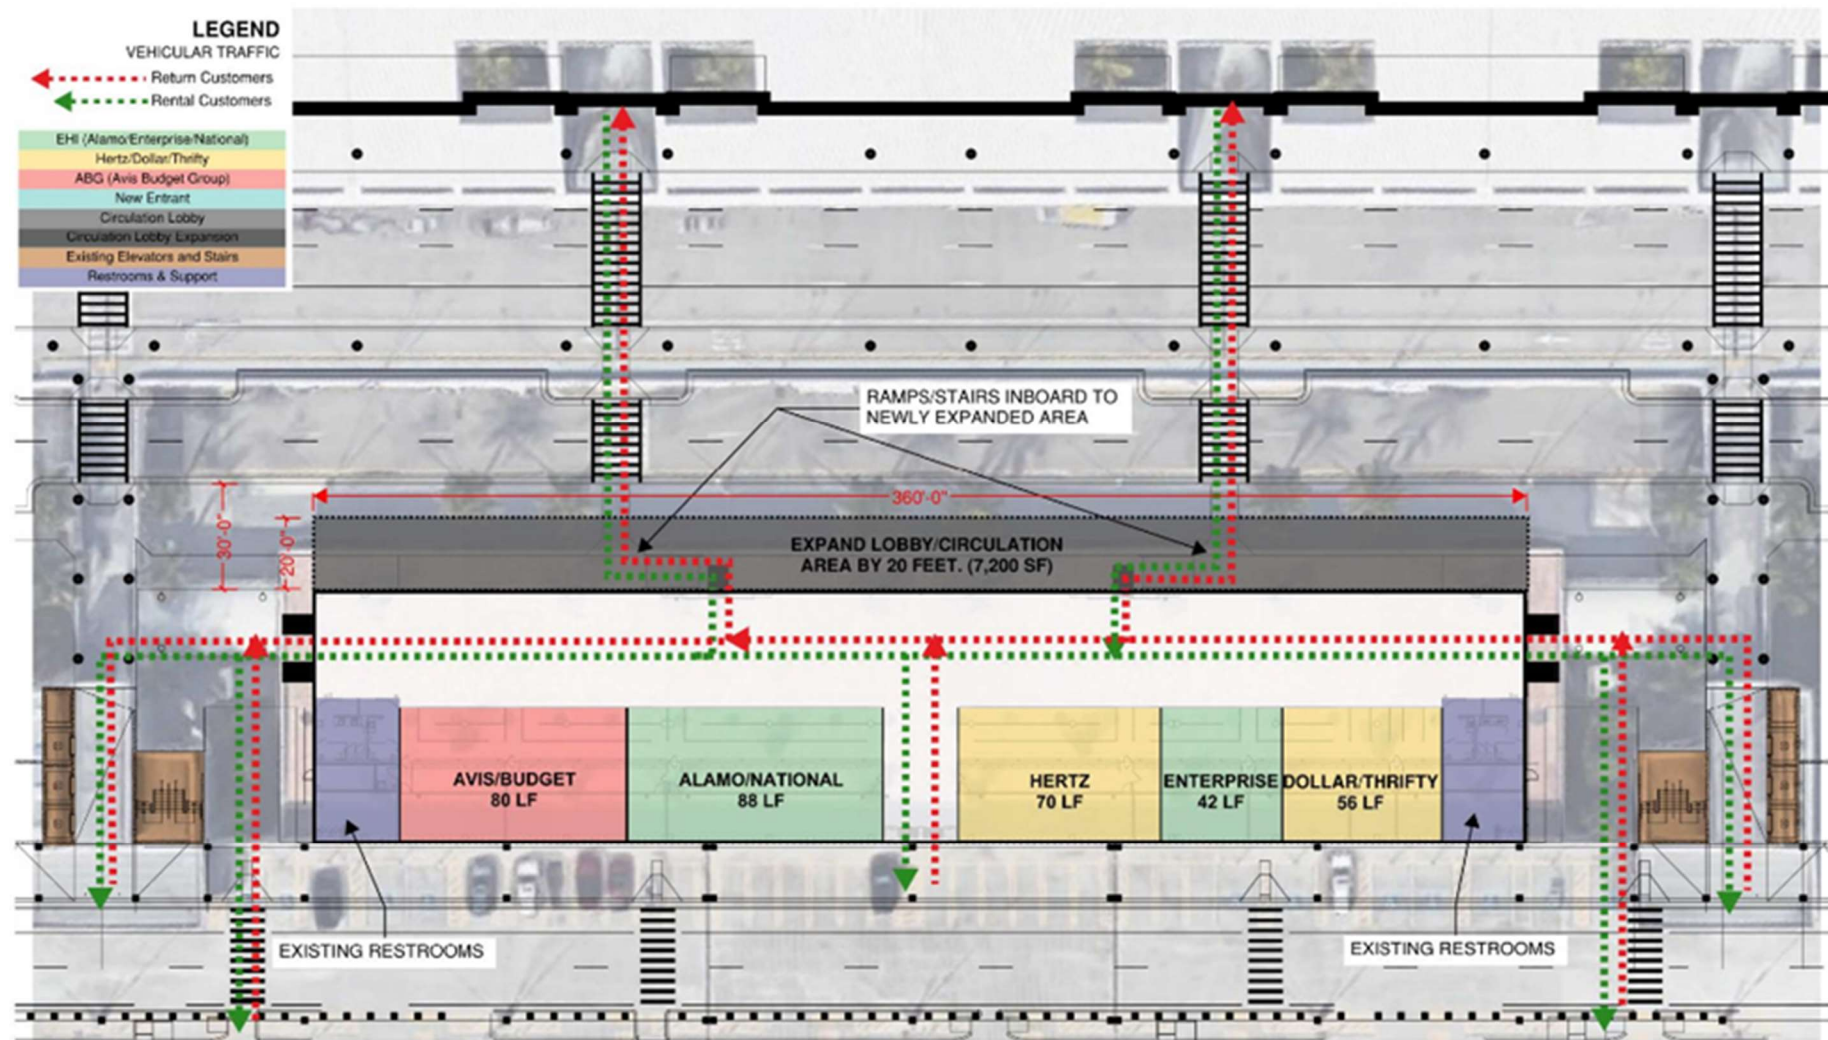 LEGEND
VEHICULAR TRAFFIC
Return Customers
Rental Customers
EHI (Alamo/Enterprise/National)
Hertz/Dollar/Thrifty
ABG (Avis Budget Group)
New Entrant
Circulation Lobby
Circulation Lobby Expansion
Existing Elevators and Stairs
Restrooms & Support
RAMPS/STAIRS INBOARD TO
NEWLY EXPANDED AREA
360'-0"
30'-0"
20'-0"
EXPAND LOBBY/CIRCULATION
AREA BY 20 FEET. (7,200 SF)
AVIS/BUDGET
80 LF
ALAMO/NATIONAL
88 LF
HERTZ
70 LF
ENTERPRISE
42 LF
DOLLAR/THRIFTY
56 LF
EXISTING RESTROOMS
EXISTING RESTROOMS